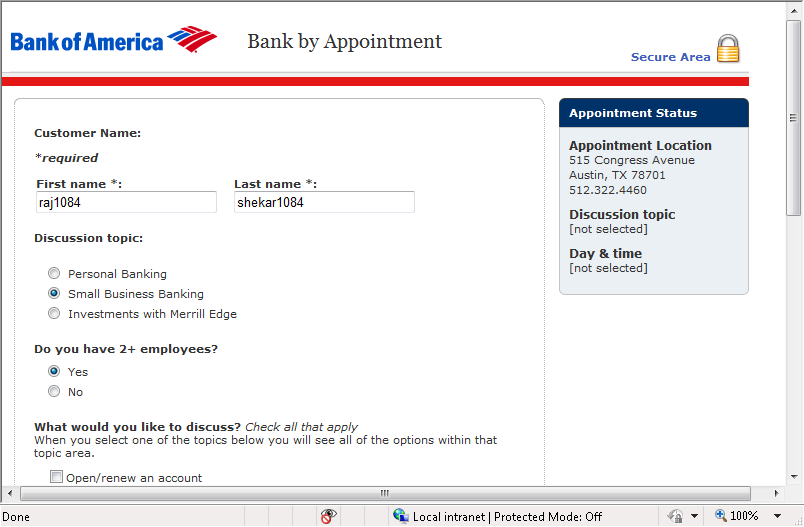 Bank of America
Bank by Appointment
Secure Area
Customer Name:
*required
First name *: Last name *:
raj1084 shekar1084
Discussion topic:
Personal Banking
Small Business Banking
Investments with Merrill Edge
Do you have 2+ employees?
Yes
No
What would you like to discuss? Check all that apply
When you select one of the topics below you will see all of the options within that
topic area.
Open/renew an account
Appointment Status
Appointment Location
515 Congress Avenue
Austin, TX 78701
512.322.4460
Discussion topic
[not selected]
Day & time
[not selected]
Done
Local intranet | Protected Mode: Off
100%